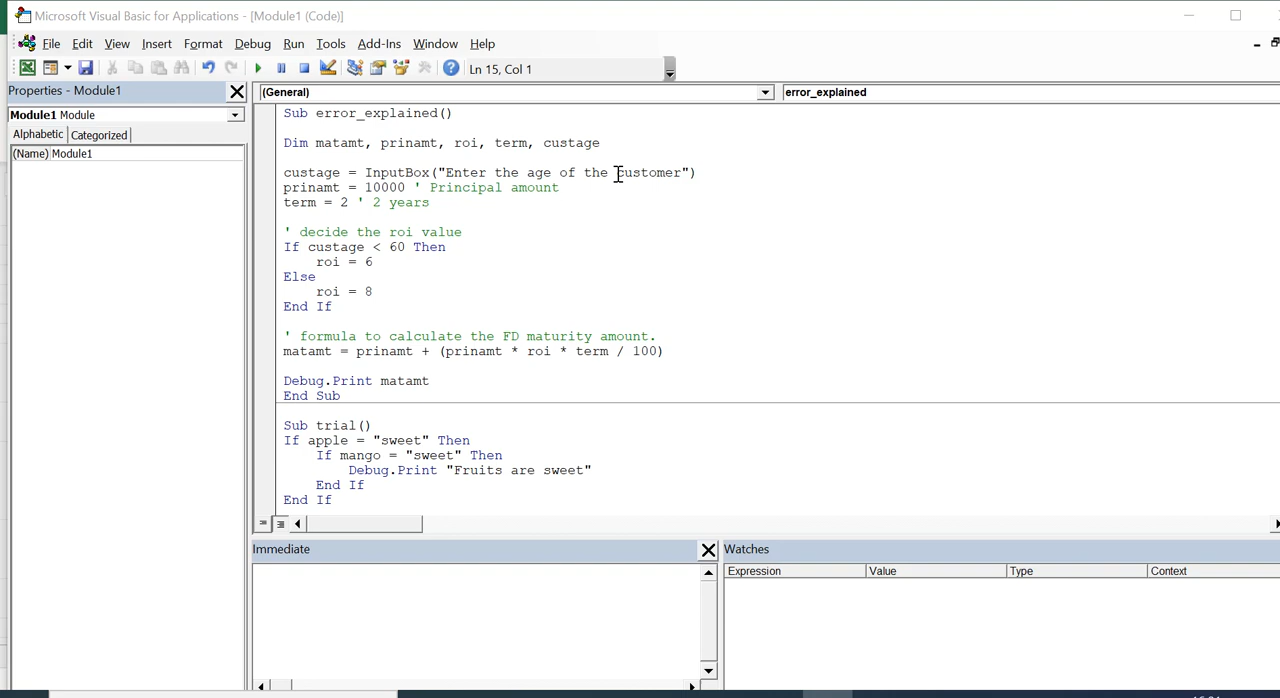 Microsoft Visual Basic for Applications - [Module1 (Code)]
File Edit View Insert Format Debug Run Tools Add-Ins Window Help
Ln 15, Col 1
Properties - Module1
(General) error_explained
Module1 Module
Alphabetic Categorized
(Name) Module1
Sub error_explained()
Dim matamt, prinamt, roi, term, custage
custage = InputBox("Enter the age of the customer")
prinamt = 10000 ' Principal amount
term = 2 ' 2 years
' decide the roi value
If custage < 60 Then
roi = 6
Else
roi = 8
End If
' formula to calculate the FD maturity amount.
matamt = prinamt + (prinamt * roi * term / 100)
Debug.Print matamt
End Sub
Sub trial()
If apple = "sweet" Then
If mango = "sweet" Then
Debug.Print "Fruits are sweet"
End If
End If
Immediate
Watches
Expression Value Type Context